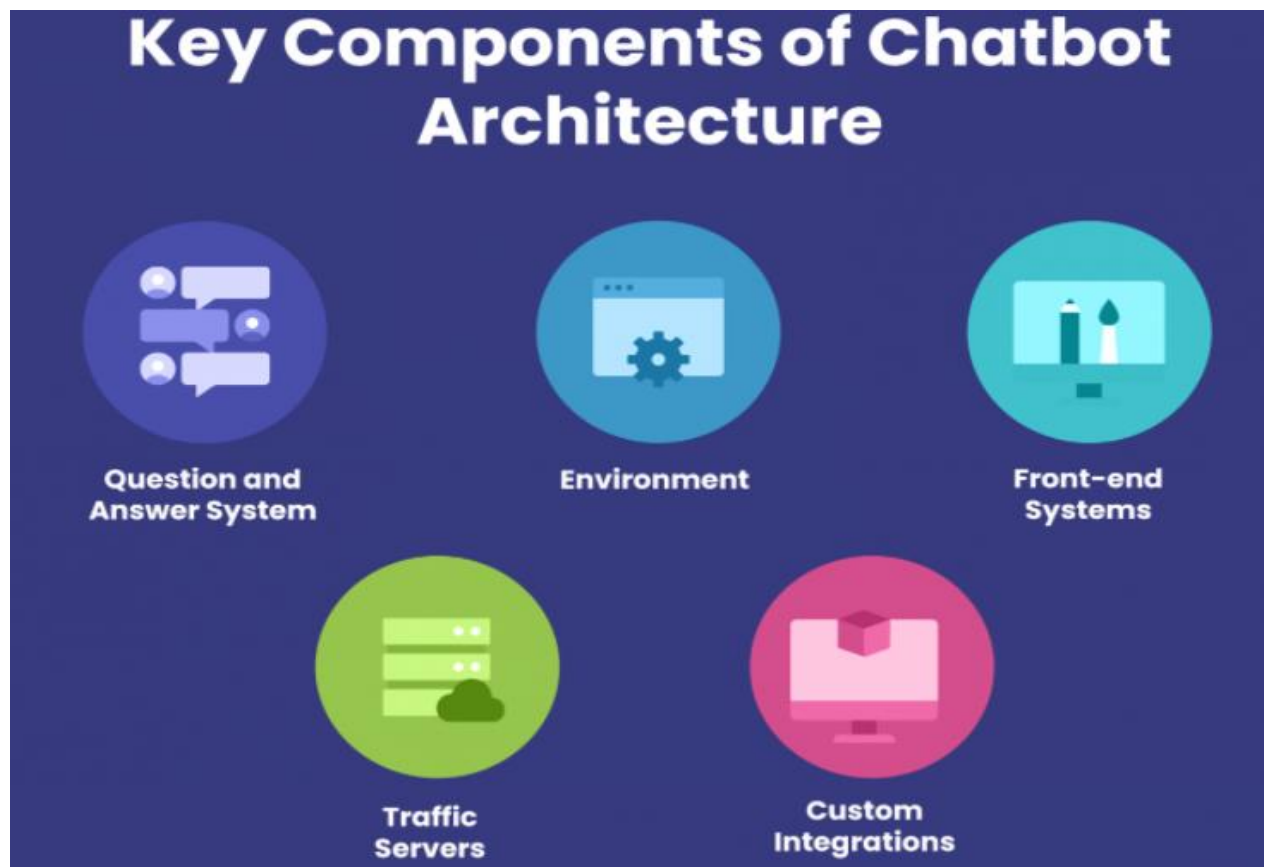 Key Components of Chatbot
Architecture
Question and
Answer System
Environment
Front-end
Systems
Traffic
Servers
Custom
Integrations